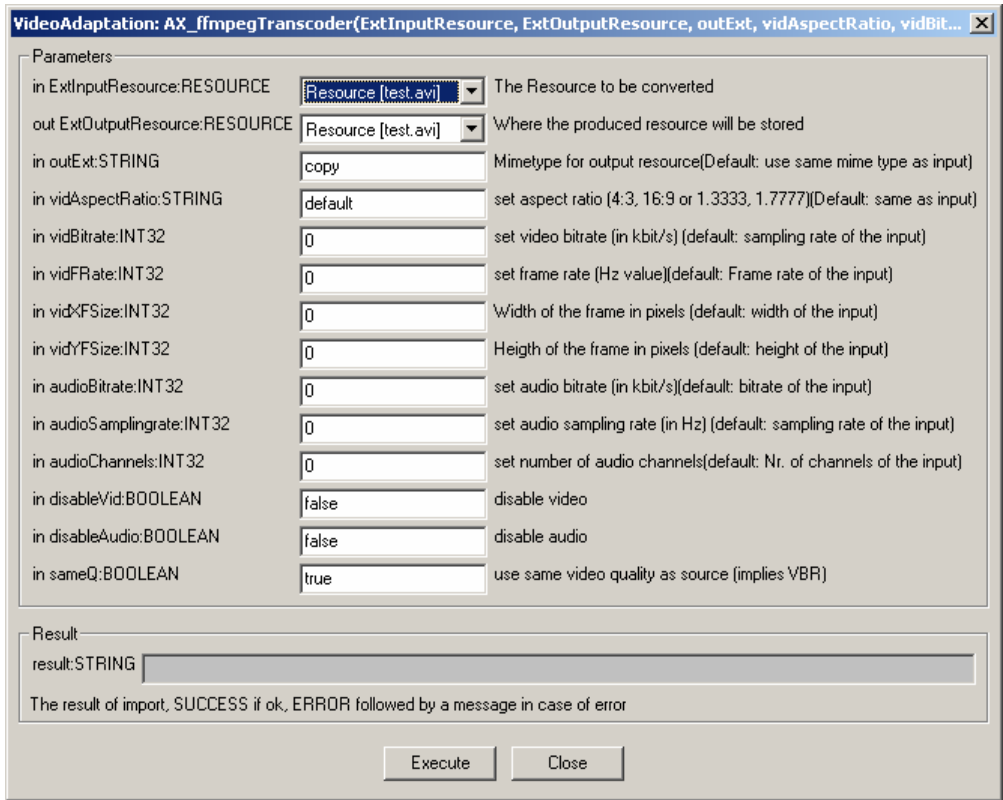 VideoAdaptation: AX_ffmpegTranscoder(ExtInputResource, ExtOutputResource, outExt, vidAspectRatio, vidBit...
Parameters
in ExtInputResource:RESOURCE Resource [test.avi] The Resource to be converted
out ExtOutputResource:RESOURCE Resource [test.avi] Where the produced resource will be stored
in outExt:STRING copy Mimetype for output resource(Default: use same mime type as input)
in vidAspectRatio:STRING default set aspect ratio (4:3, 16:9 or 1.3333, 1.7777)(Default: same as input)
in vidBitrate:INT32 0 set video bitrate (in kbit/s) (default: sampling rate of the input)
in vidFRate:INT32 0 set frame rate (Hz value)(default: Frame rate of the input)
in vidXFSize:INT32 0 Width of the frame in pixels (default: width of the input)
in vidYFSize:INT32 0 Heigth of the frame in pixels (default: height of the input)
in audioBitrate:INT32 0 set audio bitrate (in kbit/s)(default: bitrate of the input)
in audioSamplingrate:INT32 0 set audio sampling rate (in Hz) (default: sampling rate of the input)
in audioChannels:INT32 0 set number of audio channels(default: Nr. of channels of the input)
in disableVid:BOOLEAN false disable video
in disableAudio:BOOLEAN false disable audio
in sameQ:BOOLEAN true use same video quality as source (implies VBR)
Result
result:STRING
The result of import, SUCCESS if ok, ERROR followed by a message in case of error
Execute Close